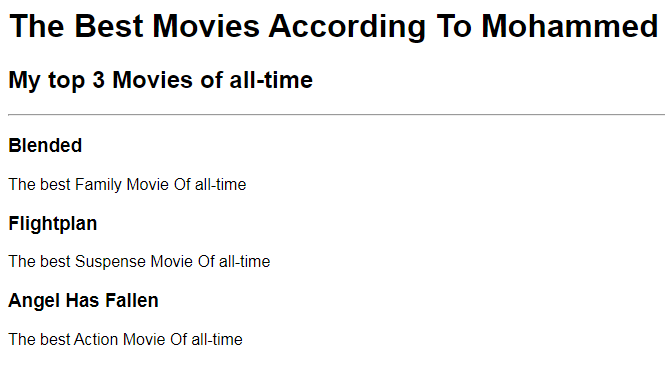 The Best Movies According To Mohammed
My top 3 Movies of all-time
Blended
The best Family Movie Of all-time
Flightplan
The best Suspense Movie Of all-time
Angel Has Fallen
The best Action Movie Of all-time